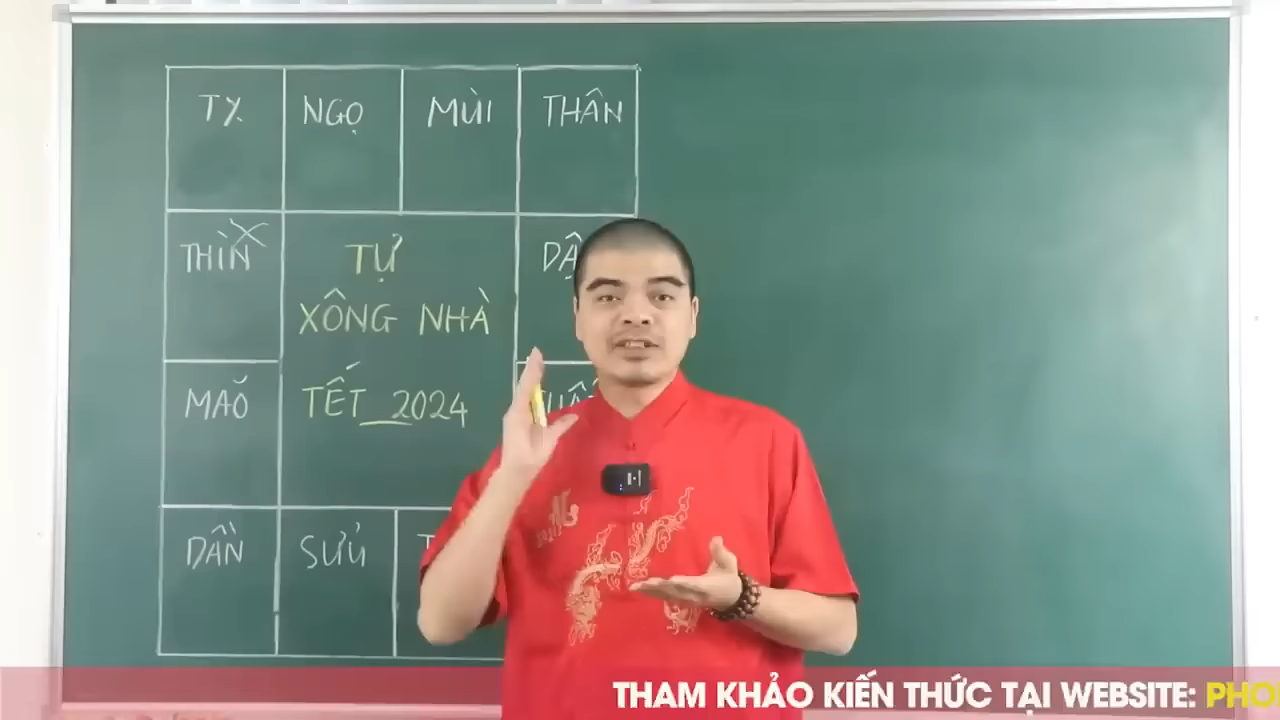 TỴ NGỌ MÙI THÂN
THÌN
TỰ
XÔNG NHÀ
TẾT 2024
MÃO
DẦN SỬU
THAM KHẢO KIẾN THỨC TẠI WEBSITE: